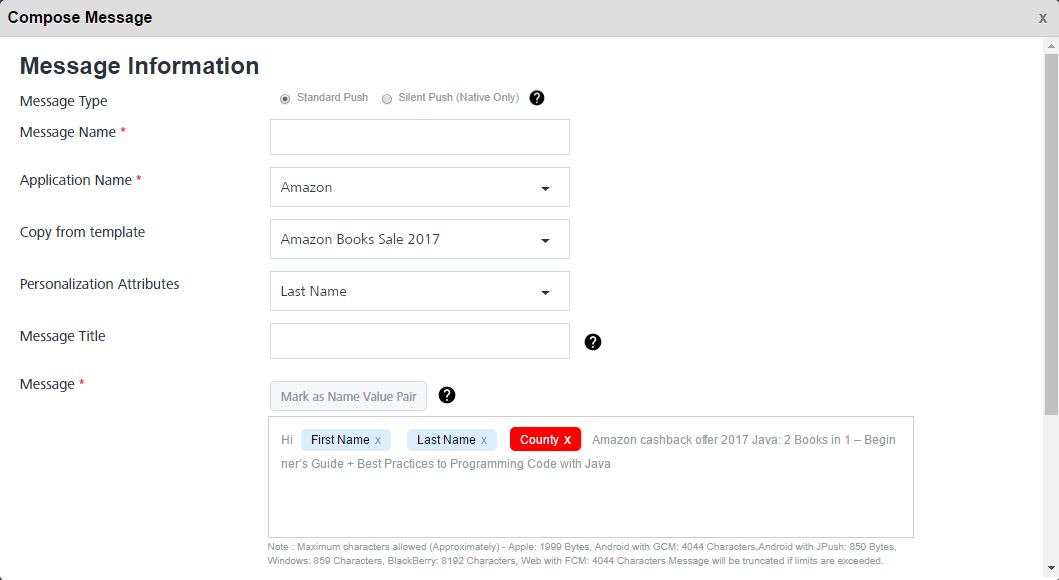 Compose Message x
Message Information
Message Type Standard Push Silent Push (Native Only) ?
Message Name *
Application Name * Amazon
Copy from template Amazon Books Sale 2017
Personalization Attributes Last Name
Message Title ?
Message * Mark as Name Value Pair ?
Hi First Name x Last Name x County X Amazon cashback offer 2017 Java: 2 Books in 1 – Begin
ner's Guide + Best Practices to Programming Code with Java
Note : Maximum characters allowed (Approximately) - Apple: 1999 Bytes, Android with GCM: 4044 Characters,Android with JPush: 850 Bytes,
Windows: 859 Characters, BlackBerry: 8192 Characters, Web with FCM: 4044 Characters.Message will be truncated if limits are exceeded.